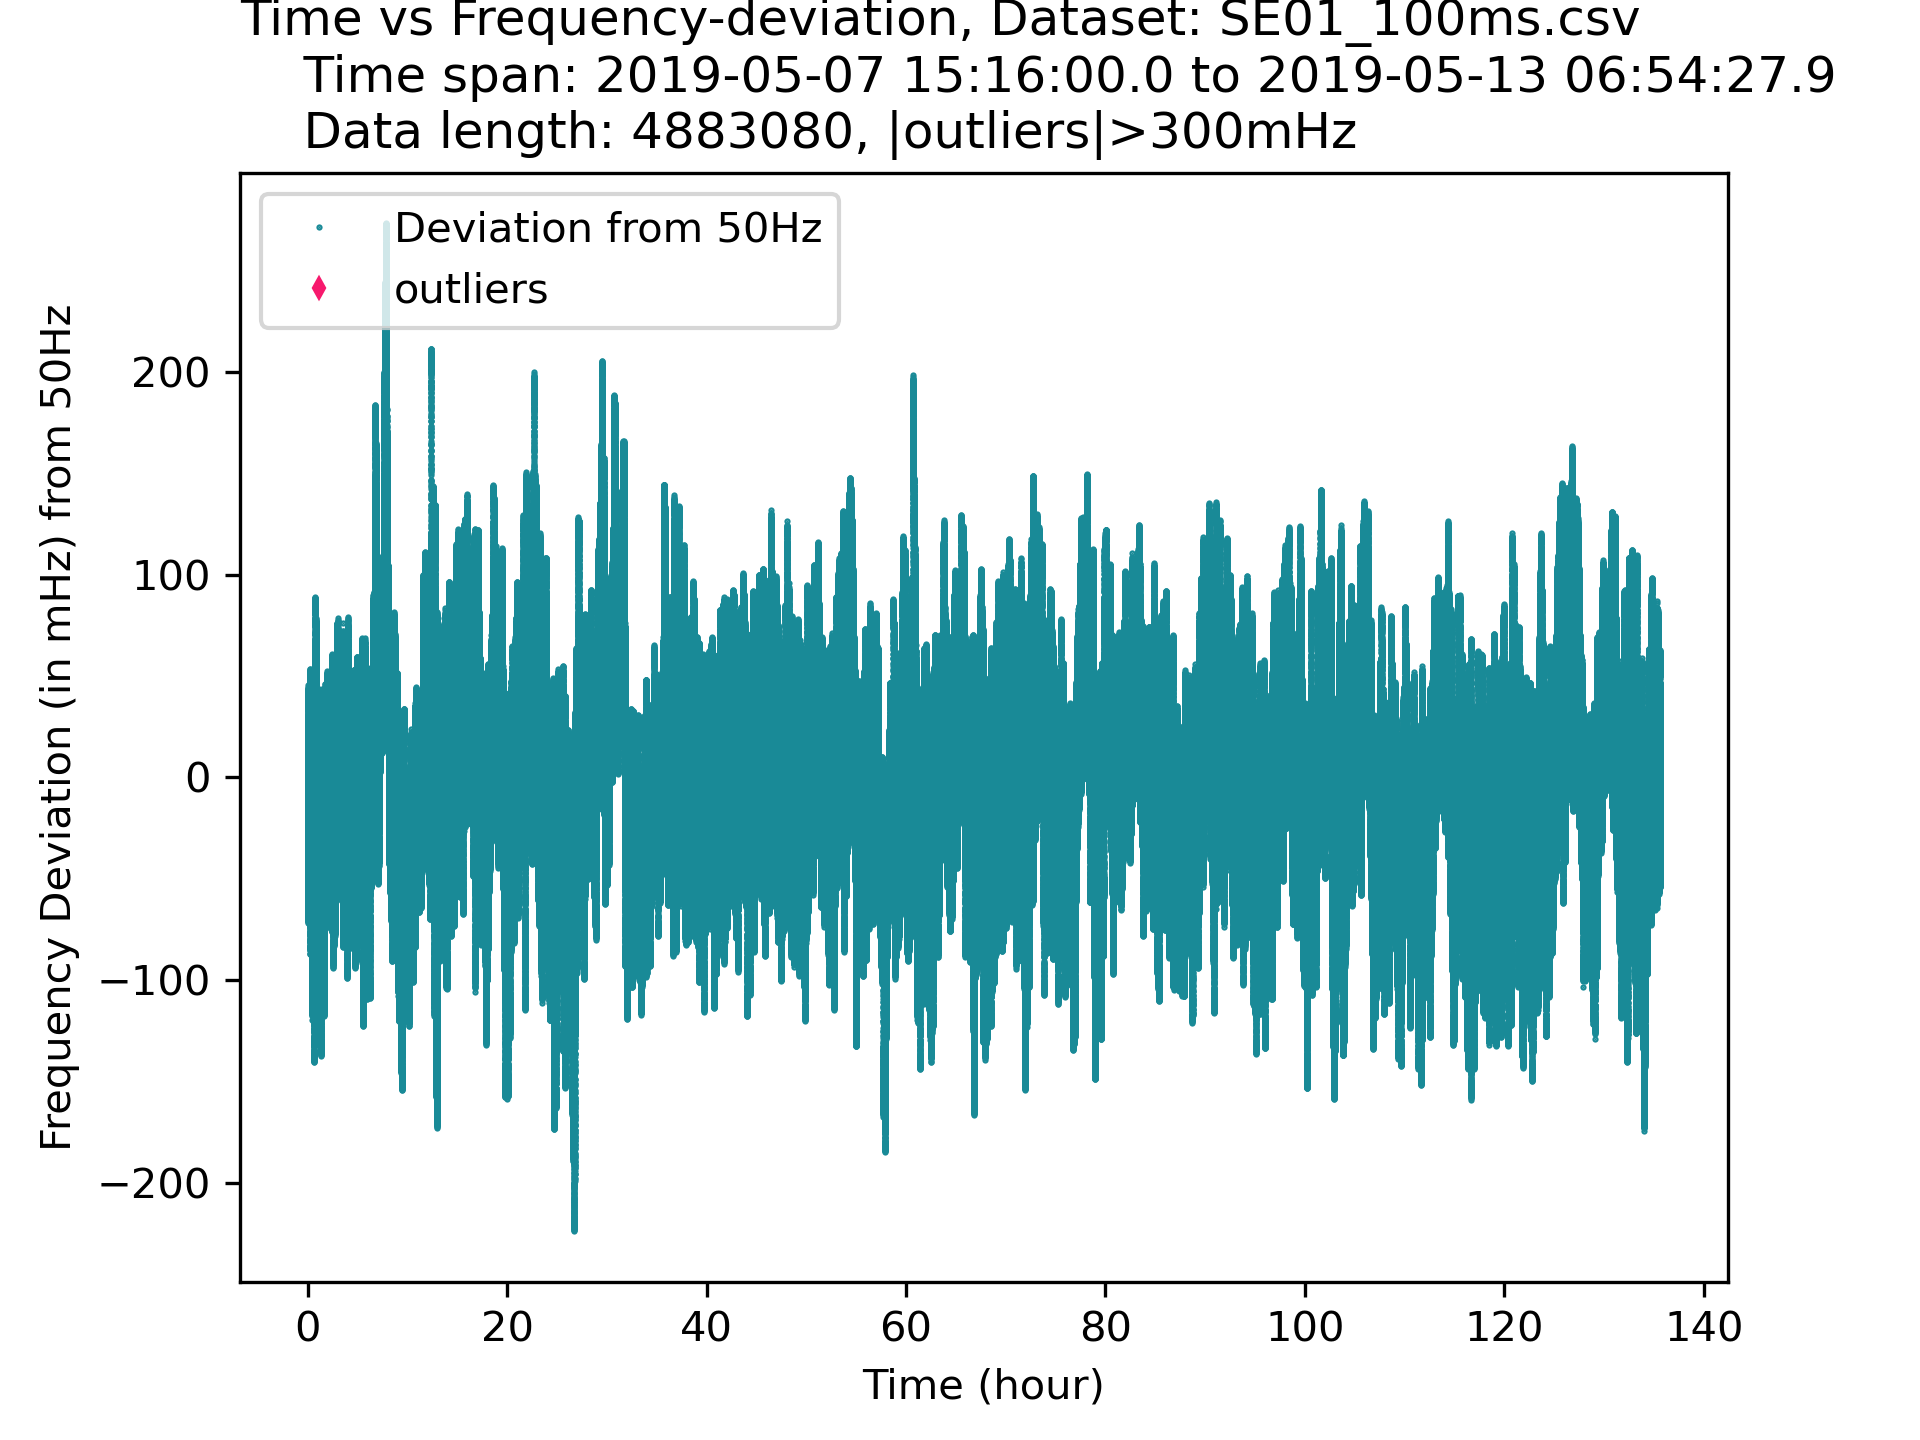 Time vs Frequency-deviation, Dataset: SE01_100ms.csv
Time span: 2019-05-07 15:16:00.0 to 2019-05-13 06:54:27.9
Data length: 4883080, |outliers|>300mHz
Deviation from 50Hz
outliers
Frequency Deviation (in mHz) from 50Hz
200
100
0
−100
−200
0 20 40 60 80 100 120 140
Time (hour)